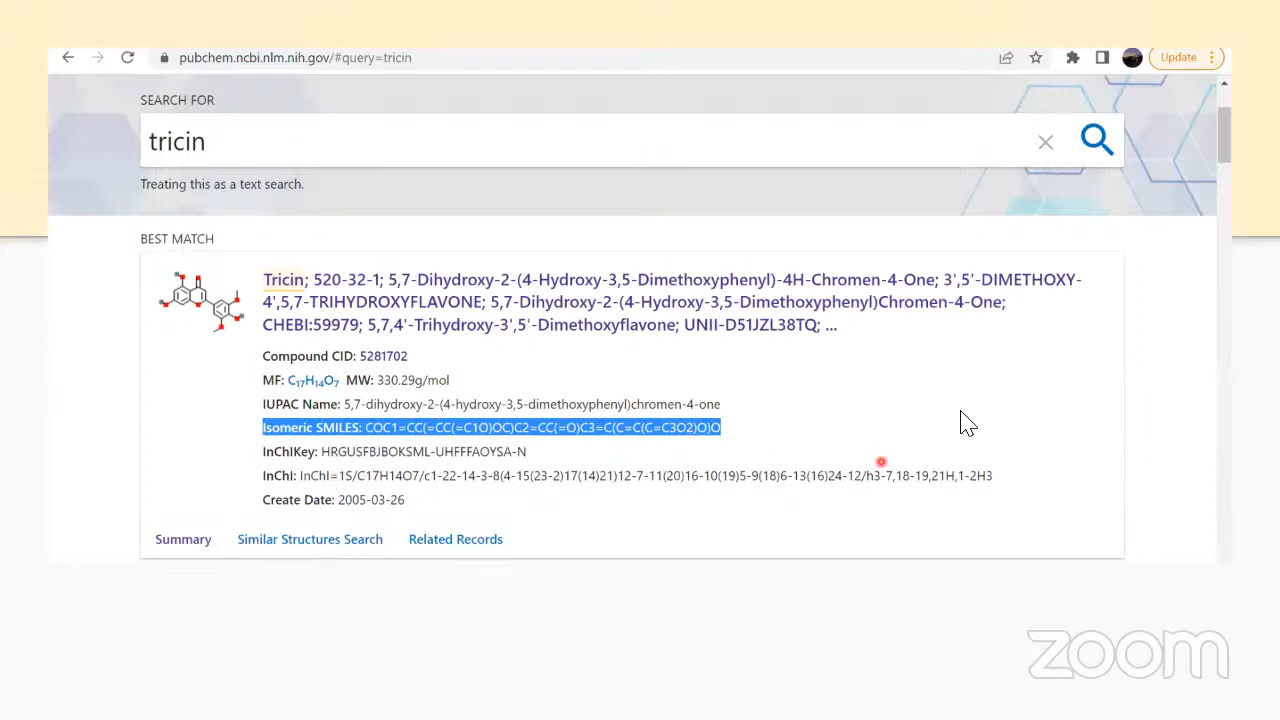 pubchem.ncbi.nlm.nih.gov/#query=tricin
Update
SEARCH FOR
tricin
Treating this as a text search.
BEST MATCH
Tricin; 520-32-1; 5,7-Dihydroxy-2-(4-Hydroxy-3,5-Dimethoxyphenyl)-4H-Chromen-4-One; 3',5'-DIMETHOXY-
4',5,7-TRIHYDROXYFLAVONE; 5,7-Dihydroxy-2-(4-Hydroxy-3,5-Dimethoxyphenyl)Chromen-4-One;
CHEBI:59979; 5,7,4'-Trihydroxy-3',5'-Dimethoxyflavone; UNII-D51JZL38TQ; ...
Compound CID: 5281702
MF: C₁₇H₁₄O₇ MW: 330.29g/mol
IUPAC Name: 5,7-dihydroxy-2-(4-hydroxy-3,5-dimethoxyphenyl)chromen-4-one
Isomeric SMILES: COC1=CC(=CC(=C1O)OC)C2=CC(=O)C3=C(C=C(C=C3O2)O)O
InChIKey: HRGUSFBJBOKSML-UHFFFAOYSA-N
InChI: InChI=1S/C17H14O7/c1-22-14-3-8(4-15(23-2)17(14)21)12-7-11(20)16-10(19)5-9(18)6-13(16)24-12/h3-7,18-19,21H,1-2H3
Create Date: 2005-03-26
Summary Similar Structures Search Related Records
zoom